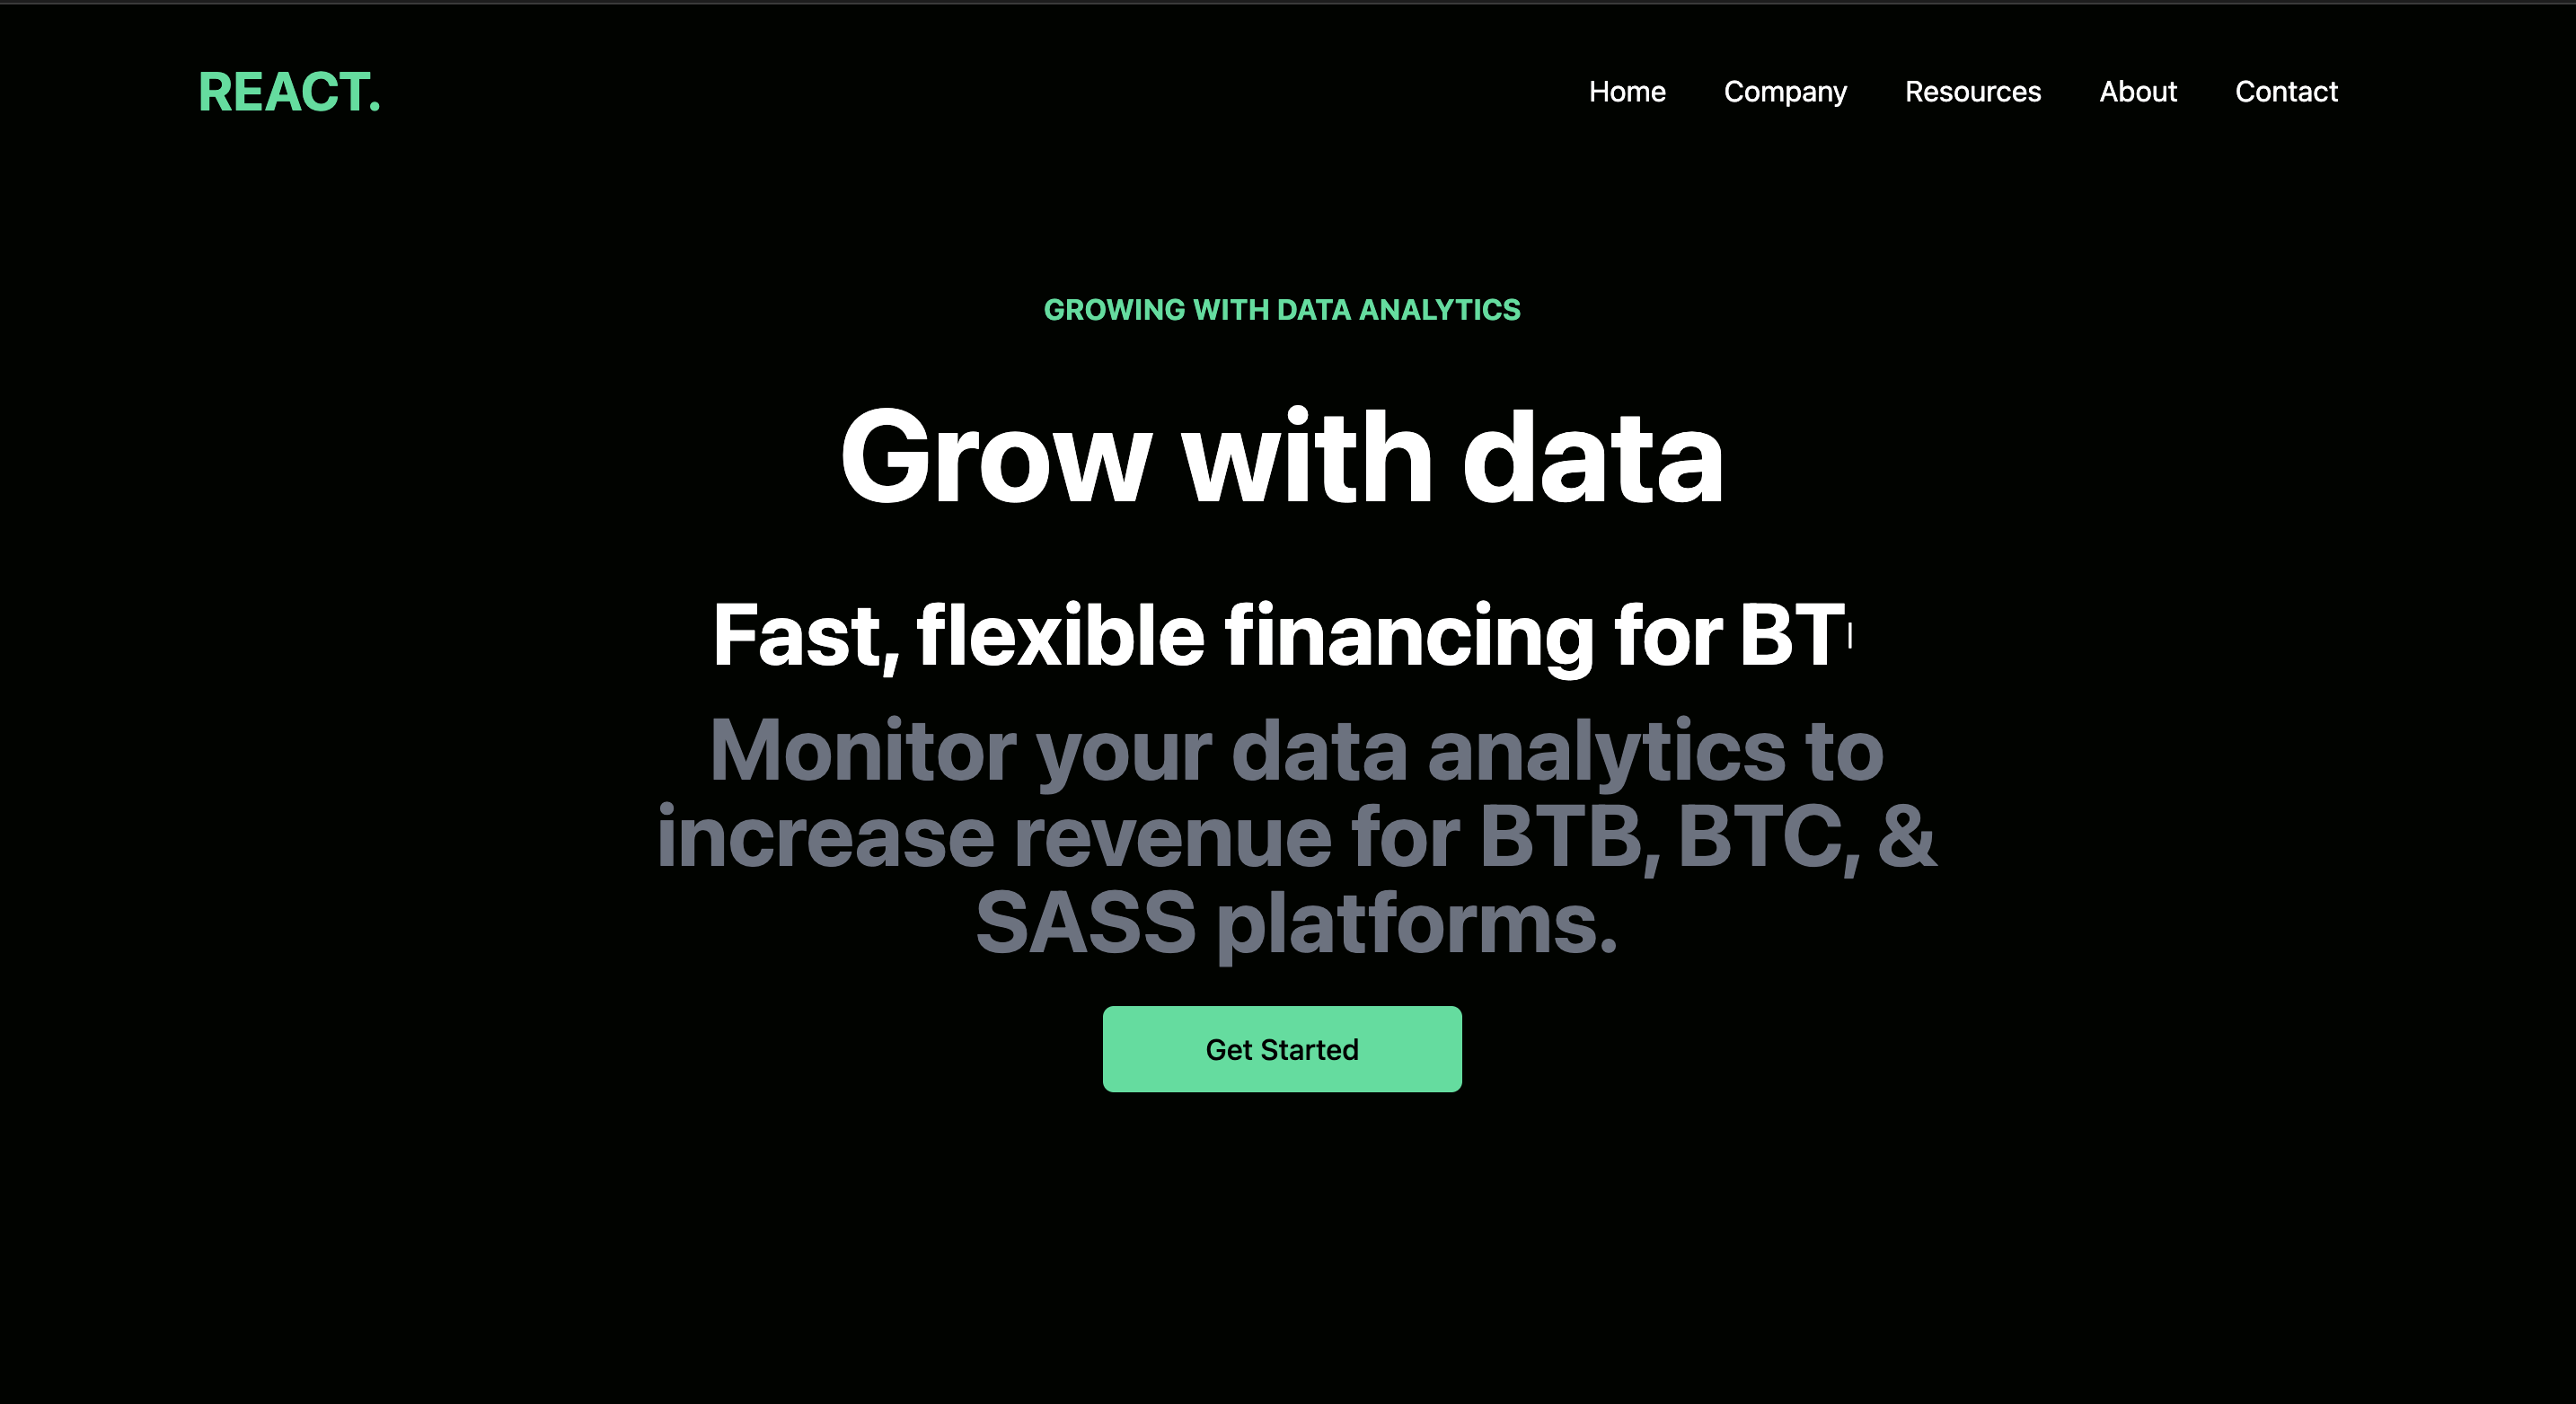 REACT.
Home Company Resources About Contact
GROWING WITH DATA ANALYTICS
Grow with data
Fast, flexible financing for BT
Monitor your data analytics to
increase revenue for BTB, BTC, &
SASS platforms.
Get Started